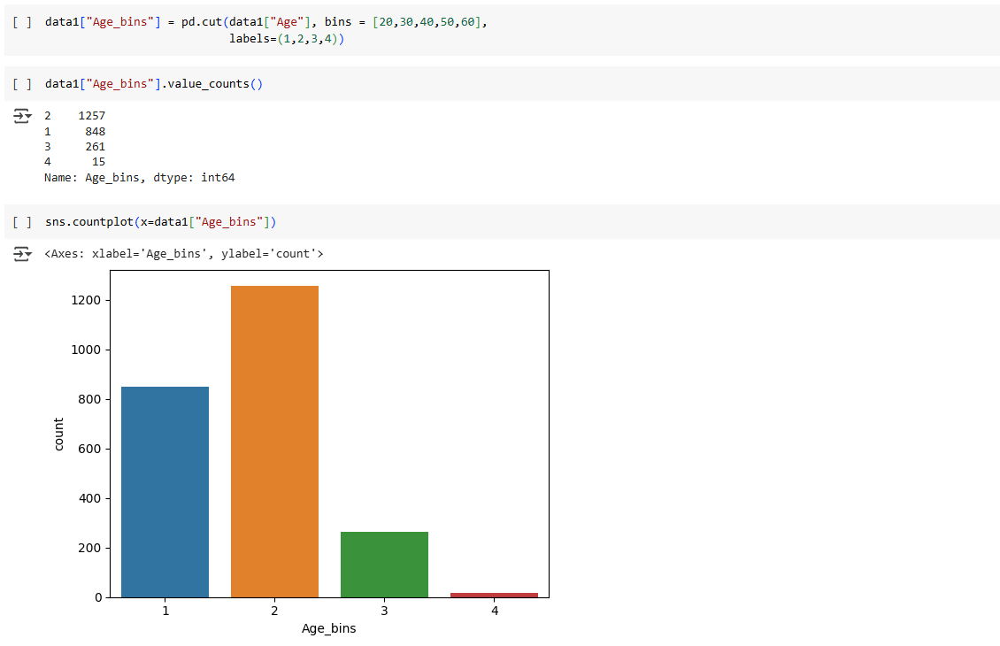 [ ] data1["Age_bins"] = pd.cut(data1["Age"], bins = [20,30,40,50,60],
labels=(1,2,3,4))
[ ] data1["Age_bins"].value_counts()
2 1257
1 848
3 261
4 15
Name: Age_bins, dtype: int64
[ ] sns.countplot(x=data1["Age_bins"])
<Axes: xlabel='Age_bins', ylabel='count'>
1200
1000
800
600
400
200
0
count
1 2 3 4
Age_bins